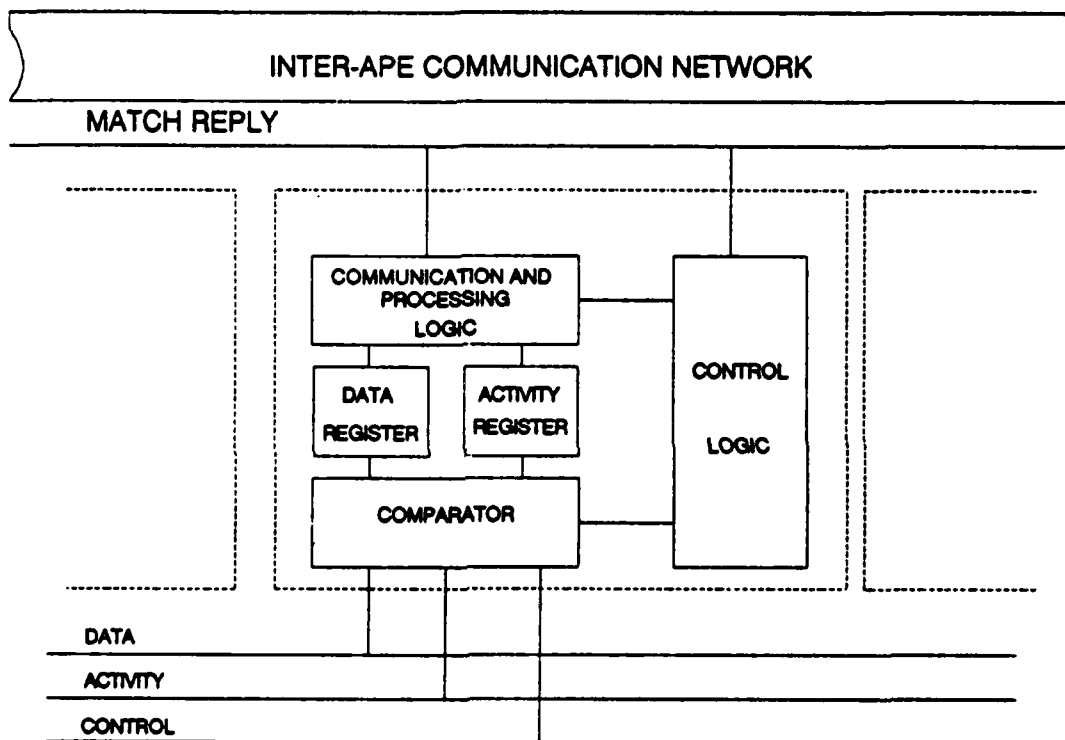 INTER-APE COMMUNICATION NETWORK
MATCH REPLY
COMMUNICATION AND
PROCESSING
LOGIC
DATA
REGISTER
ACTIVITY
REGISTER
CONTROL
LOGIC
COMPARATOR
DATA
ACTIVITY
CONTROL